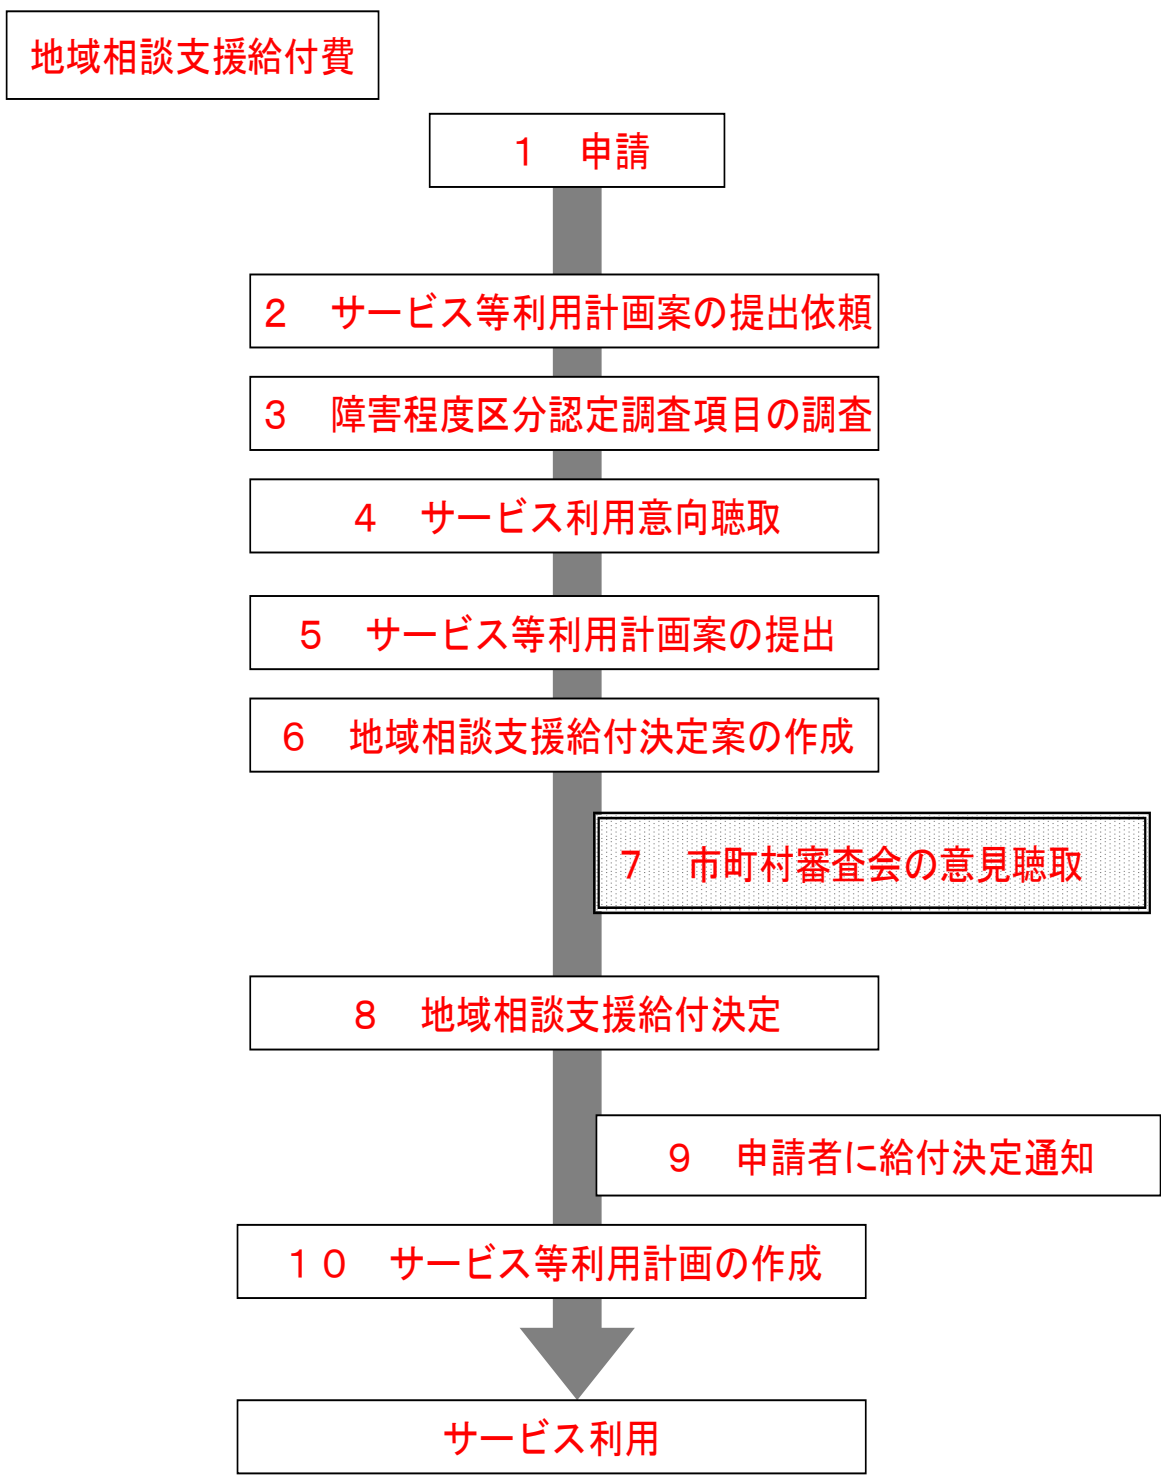 地域相談支援給付費
１　申請
２　サービス等利用計画案の提出依頼
３　障害程度区分認定調査項目の調査
４　サービス利用意向聴取
５　サービス等利用計画案の提出
６　地域相談支援給付決定案の作成
７　市町村審査会の意見聴取
８　地域相談支援給付決定
９　申請者に給付決定通知
１０　サービス等利用計画の作成
サービス利用